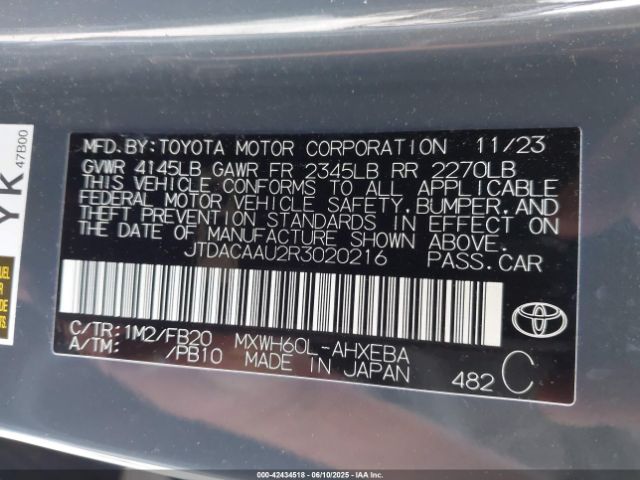 MFD.BY:TOYOTA MOTOR CORPORATION 11/23
GVWR 4145LB GAWR FR 2345LB RR 2270LB
THIS VEHICLE CONFORMS TO ALL APPLICABLE
FEDERAL MOTOR VEHICLE SAFETY,BUMPER,AND
THEFT PREVENTION STANDARDS IN EFFECT ON
THE DATE OF MANUFACTURE SHOWN ABOVE.
JTDACAAU2R3020216 PASS.CAR
C/TR:1M2/FB20 MXWH60L-AHXEBA
A/TM: /PB10 MADE IN JAPAN
482 C
TOYOTA
YK
47B00
000-42434518 - 06/10/2025 - IAAI.COM